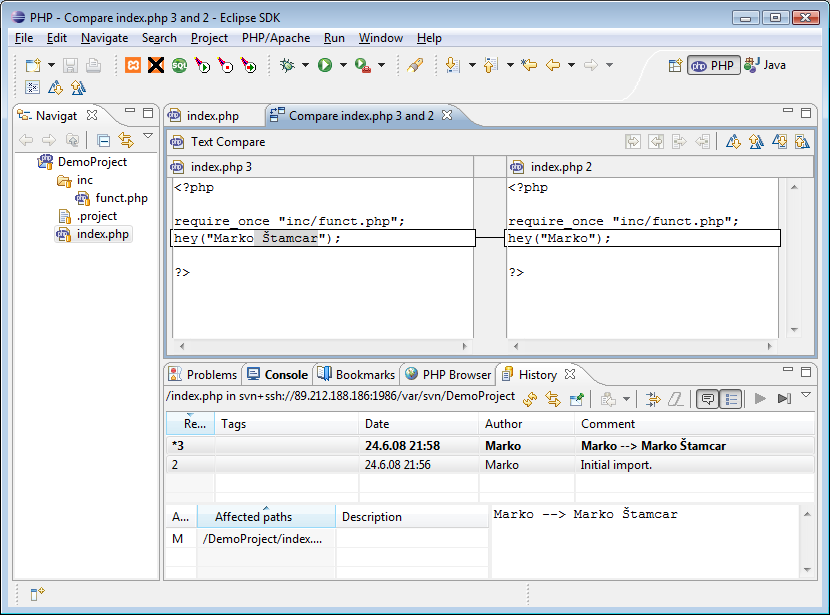 PHP - Compare index.php 3 and 2 - Eclipse SDK
File Edit Navigate Search Project PHP/Apache Run Window Help
SQL
php PHP Java
Navigat
index.php
Compare index.php 3 and 2
DemoProject
inc
funct.php
.project
index.php
Text Compare
index.php 3
index.php 2
<?php
require_once "inc/funct.php";
hey("Marko Štamcar");
?>
<?php
require_once "inc/funct.php";
hey("Marko");
?>
Problems Console Bookmarks PHP Browser History
/index.php in svn+ssh://89.212.188.186:1986/var/svn/DemoProject
Re... Tags Date Author Comment
*3 24.6.08 21:58 Marko Marko --> Marko Štamcar
2 24.6.08 21:56 Marko Initial import.
A... Affected paths Description
M /DemoProject/index....
Marko --> Marko Štamcar